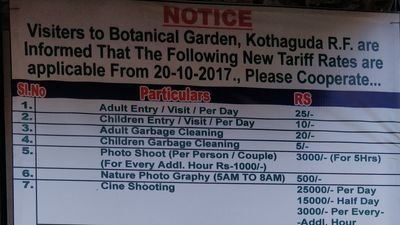 NOTICE
Visiters to Botanical Garden, Kothaguda R.F. are
Informed That The Following New Tariff Rates are
applicable From 20-10-2017., Please Cooperate...
Sl.No Particulars RS
1. Adult Entry / Visit / Per Day 25/-
2. Children Entry / Visit / Per Day 10/-
3. Adult Garbage Cleaning 20/-
4. Children Garbage Cleaning 5/-
5. Photo Shoot (Per Person / Couple) 3000/- (For 5Hrs)
(For Every Addl. Hour Rs-1000/-)
6. Nature Photo Graphy (5AM TO 8AM) 500/-
7. Cine Shooting 25000/- Per Day
15000/- Half Day
3000/- Per Every-
-Addl. Hour